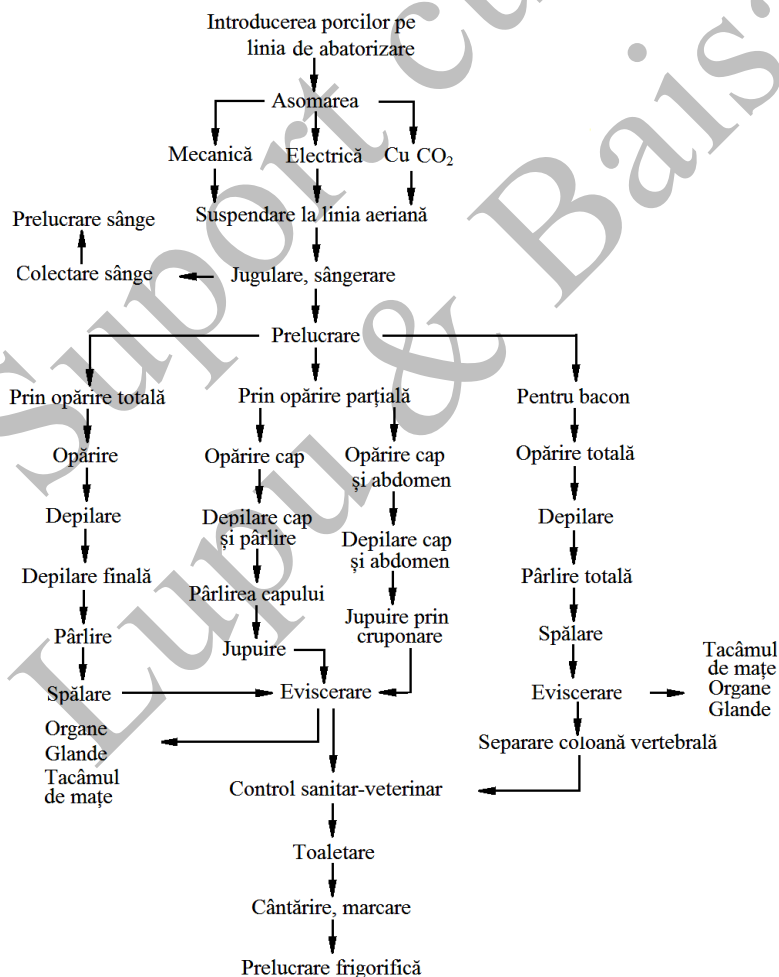 Introducerea porcilor pe
linia de abatorizare
Asomarea
Mecanică
Electrică
Cu CO₂
Suspendare la linia aeriană
Prelucrare sânge
Colectare sânge
Jugulare, sângerare
Prelucrare
Prin opărire totală
Prin opărire parțială
Pentru bacon
Opărire
Opărire cap
Opărire cap
și abdomen
Opărire totală
Depilare
Depilare cap
și pârlire
Depilare cap
și abdomen
Depilare
Depilare finală
Pârlirea capului
Jupuire prin
cruponare
Pârlire totală
Pârlire
Jupuire
Spălare
Spălare
Eviscerare
Eviscerare
Tacâmul
de mațe
Organe
Glande
Organe
Glande
Tacâmul
de mațe
Separare coloană vertebrală
Control sanitar-veterinar
Toaletare
Cântărire, marcare
Prelucrare frigorifică
Suport cu
Lupu & Bais